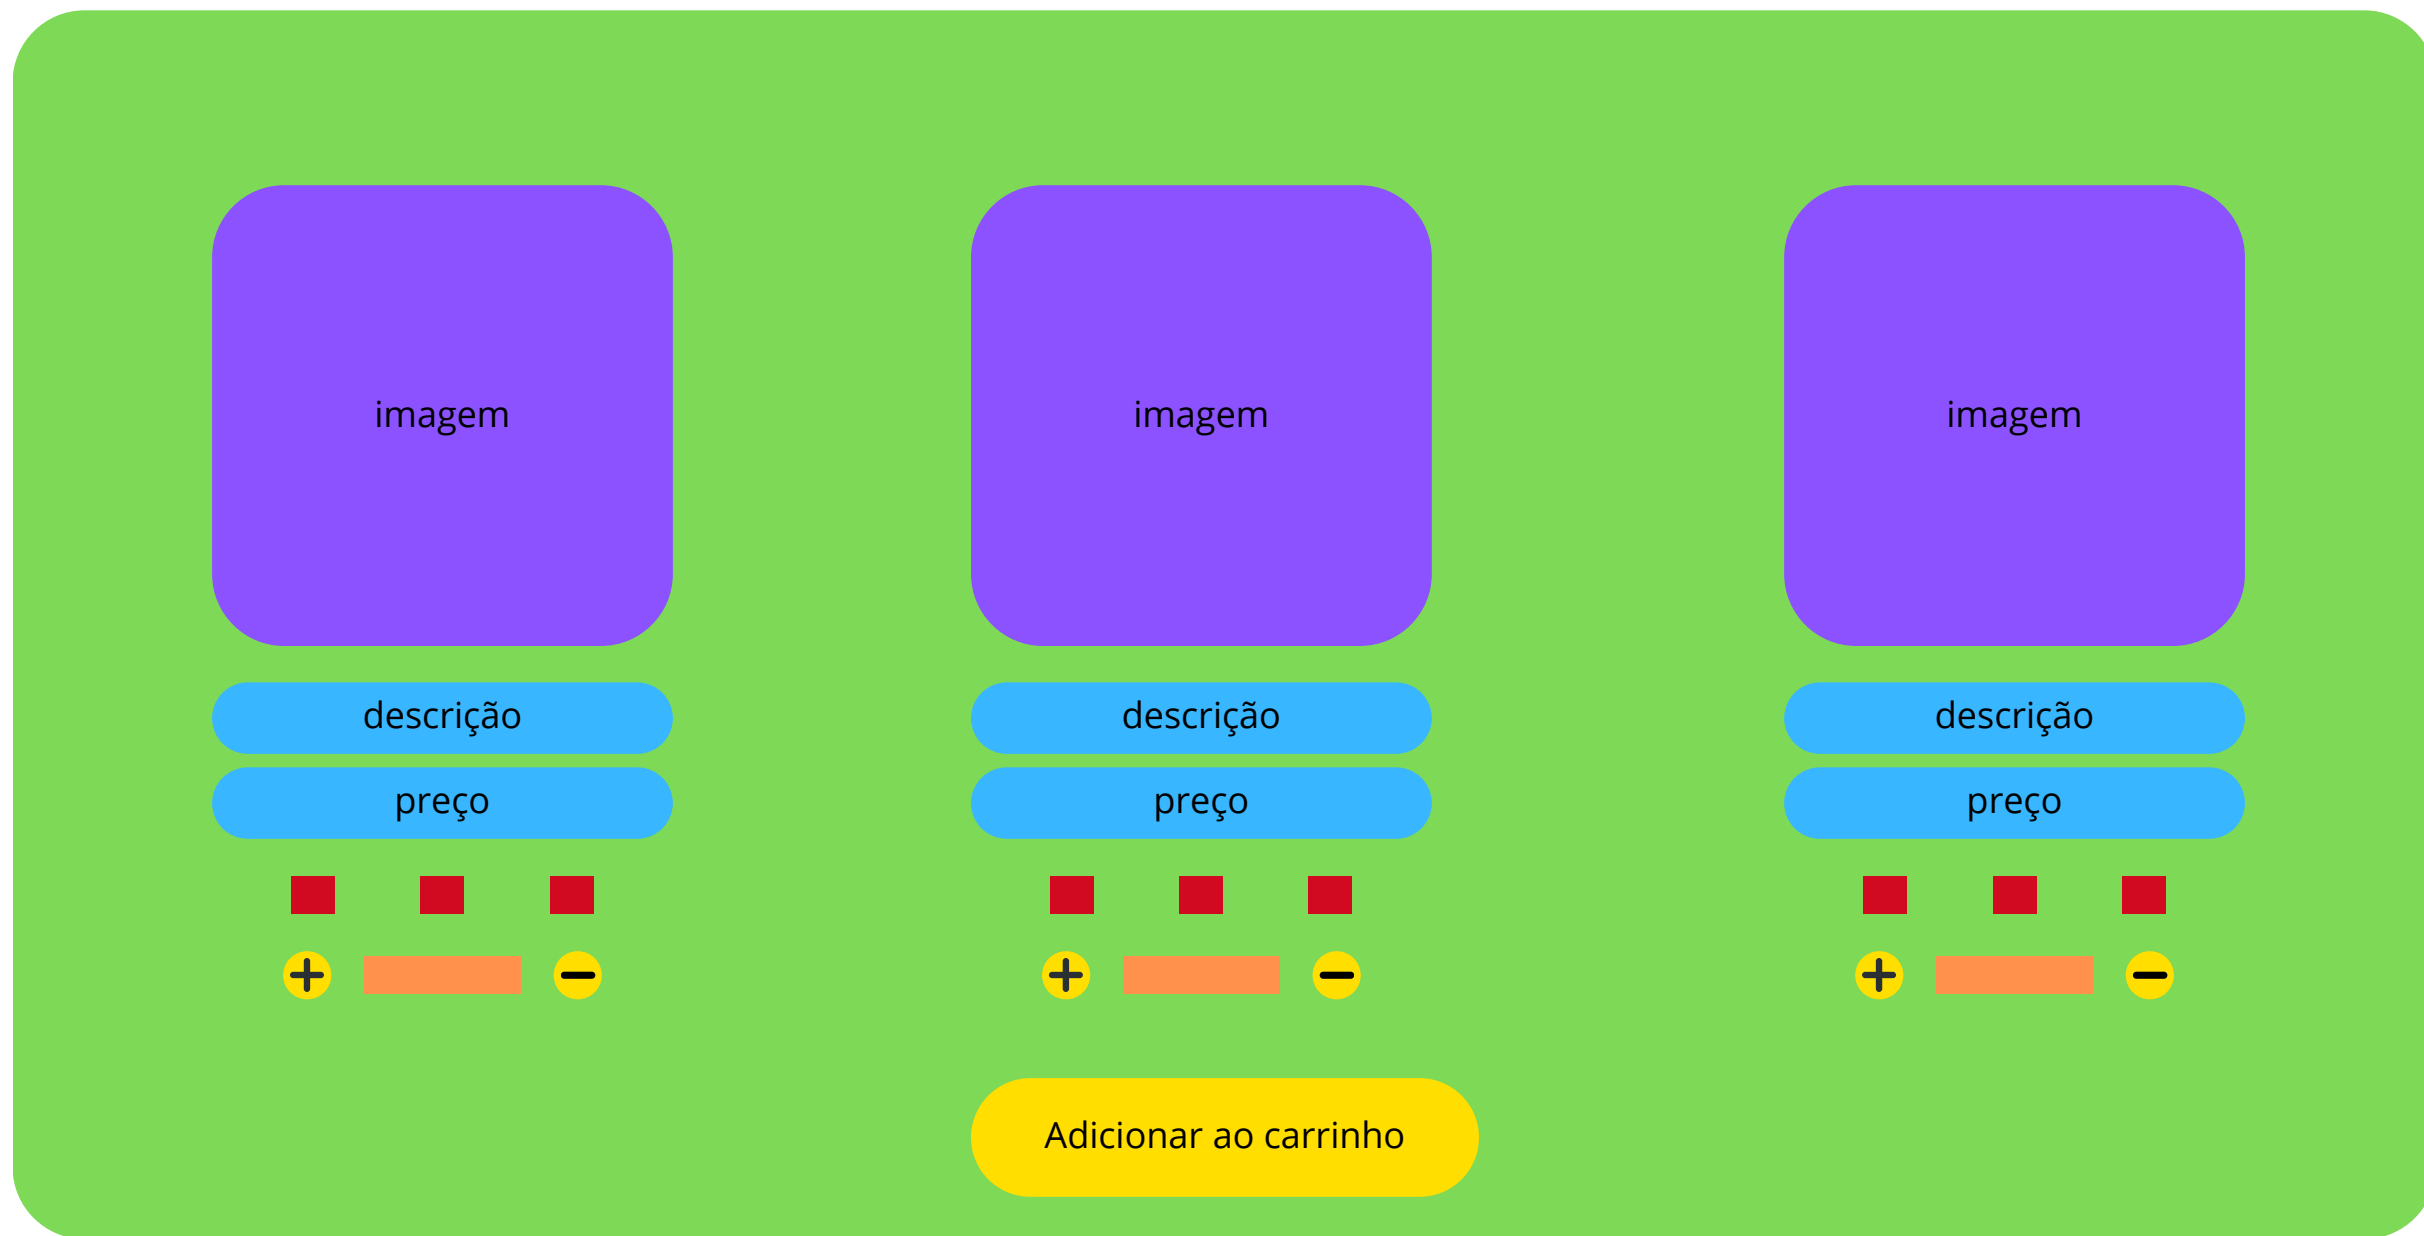 imagem
imagem
imagem
descrição
descrição
descrição
preço
preço
preço
Adicionar ao carrinho